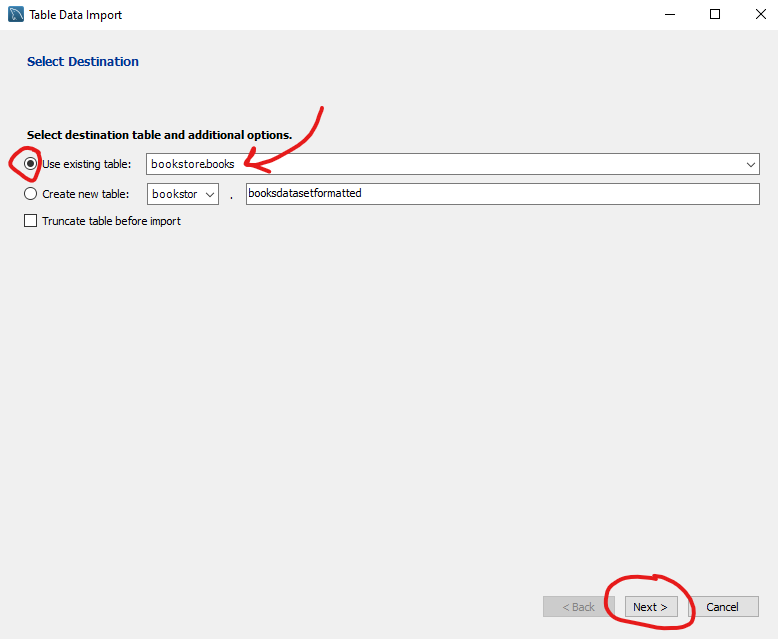 Table Data Import
Select Destination
Select destination table and additional options.
Use existing table: bookstore.books
Create new table: bookstor . booksdatasetformatted
Truncate table before import
< Back Next > Cancel